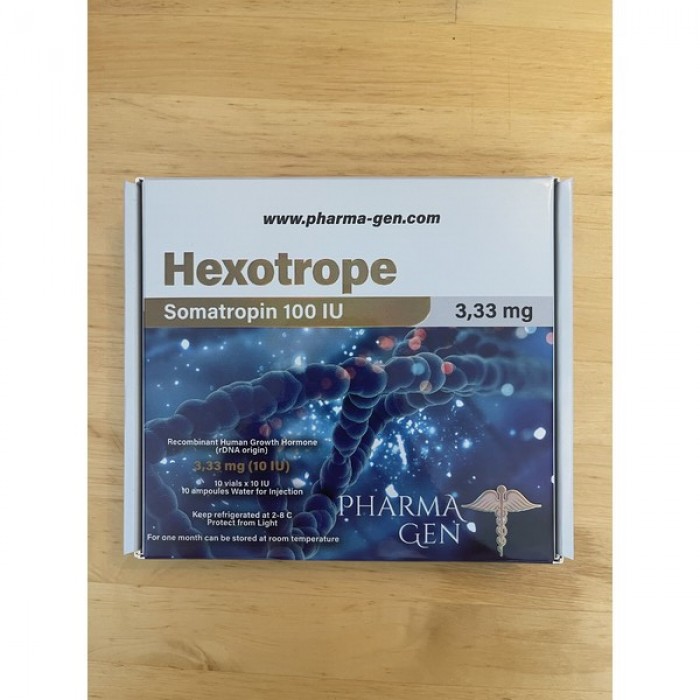 www.pharma-gen.com
Hexotrope
Somatropin 100 IU
3,33 mg
Recombinant Human Growth Hormone
(rDNA origin)
3,33 mg (10 IU)
10 vials x 10 IU
10 ampoules Water for Injection
Keep refrigerated at 2-8 C
Protect from Light
For one month can be stored at room temperature
PHARMA
GEN